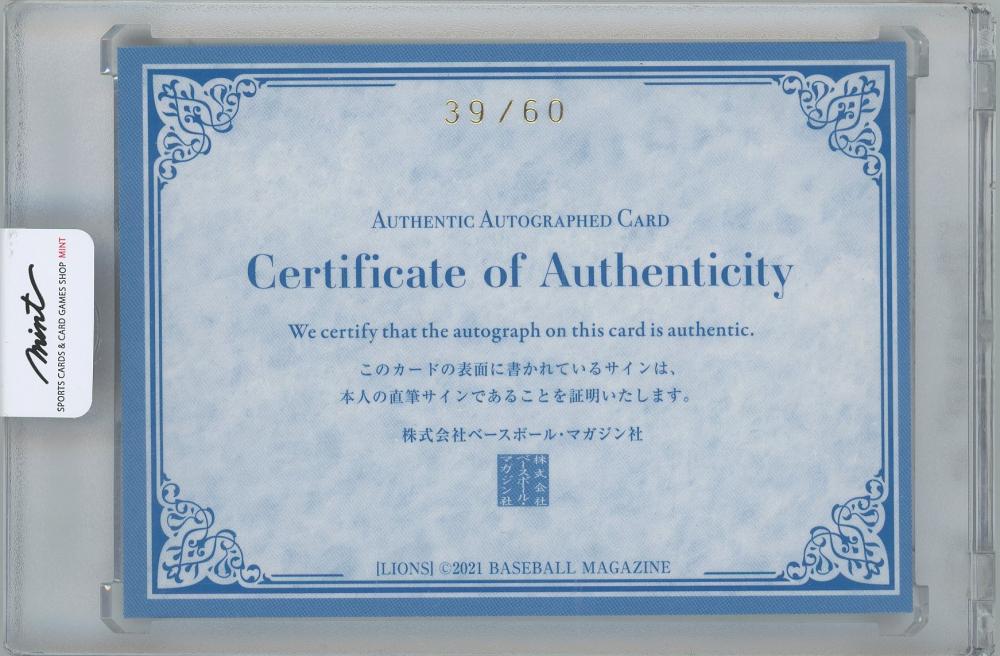 39/60
AUTHENTIC AUTOGRAPHED CARD
Certificate of Authenticity
We certify that the autograph on this card is authentic.
このカードの表面に書かれているサインは、
本人の直筆サインであることを証明いたします。
株式会社ベースボール・マガジン社
株式会社
ベースボール・
マガジン社
[LIONS] ©2021 BASEBALL MAGAZINE
mint
SPORTS CARDS & CARD GAMES SHOP MINT